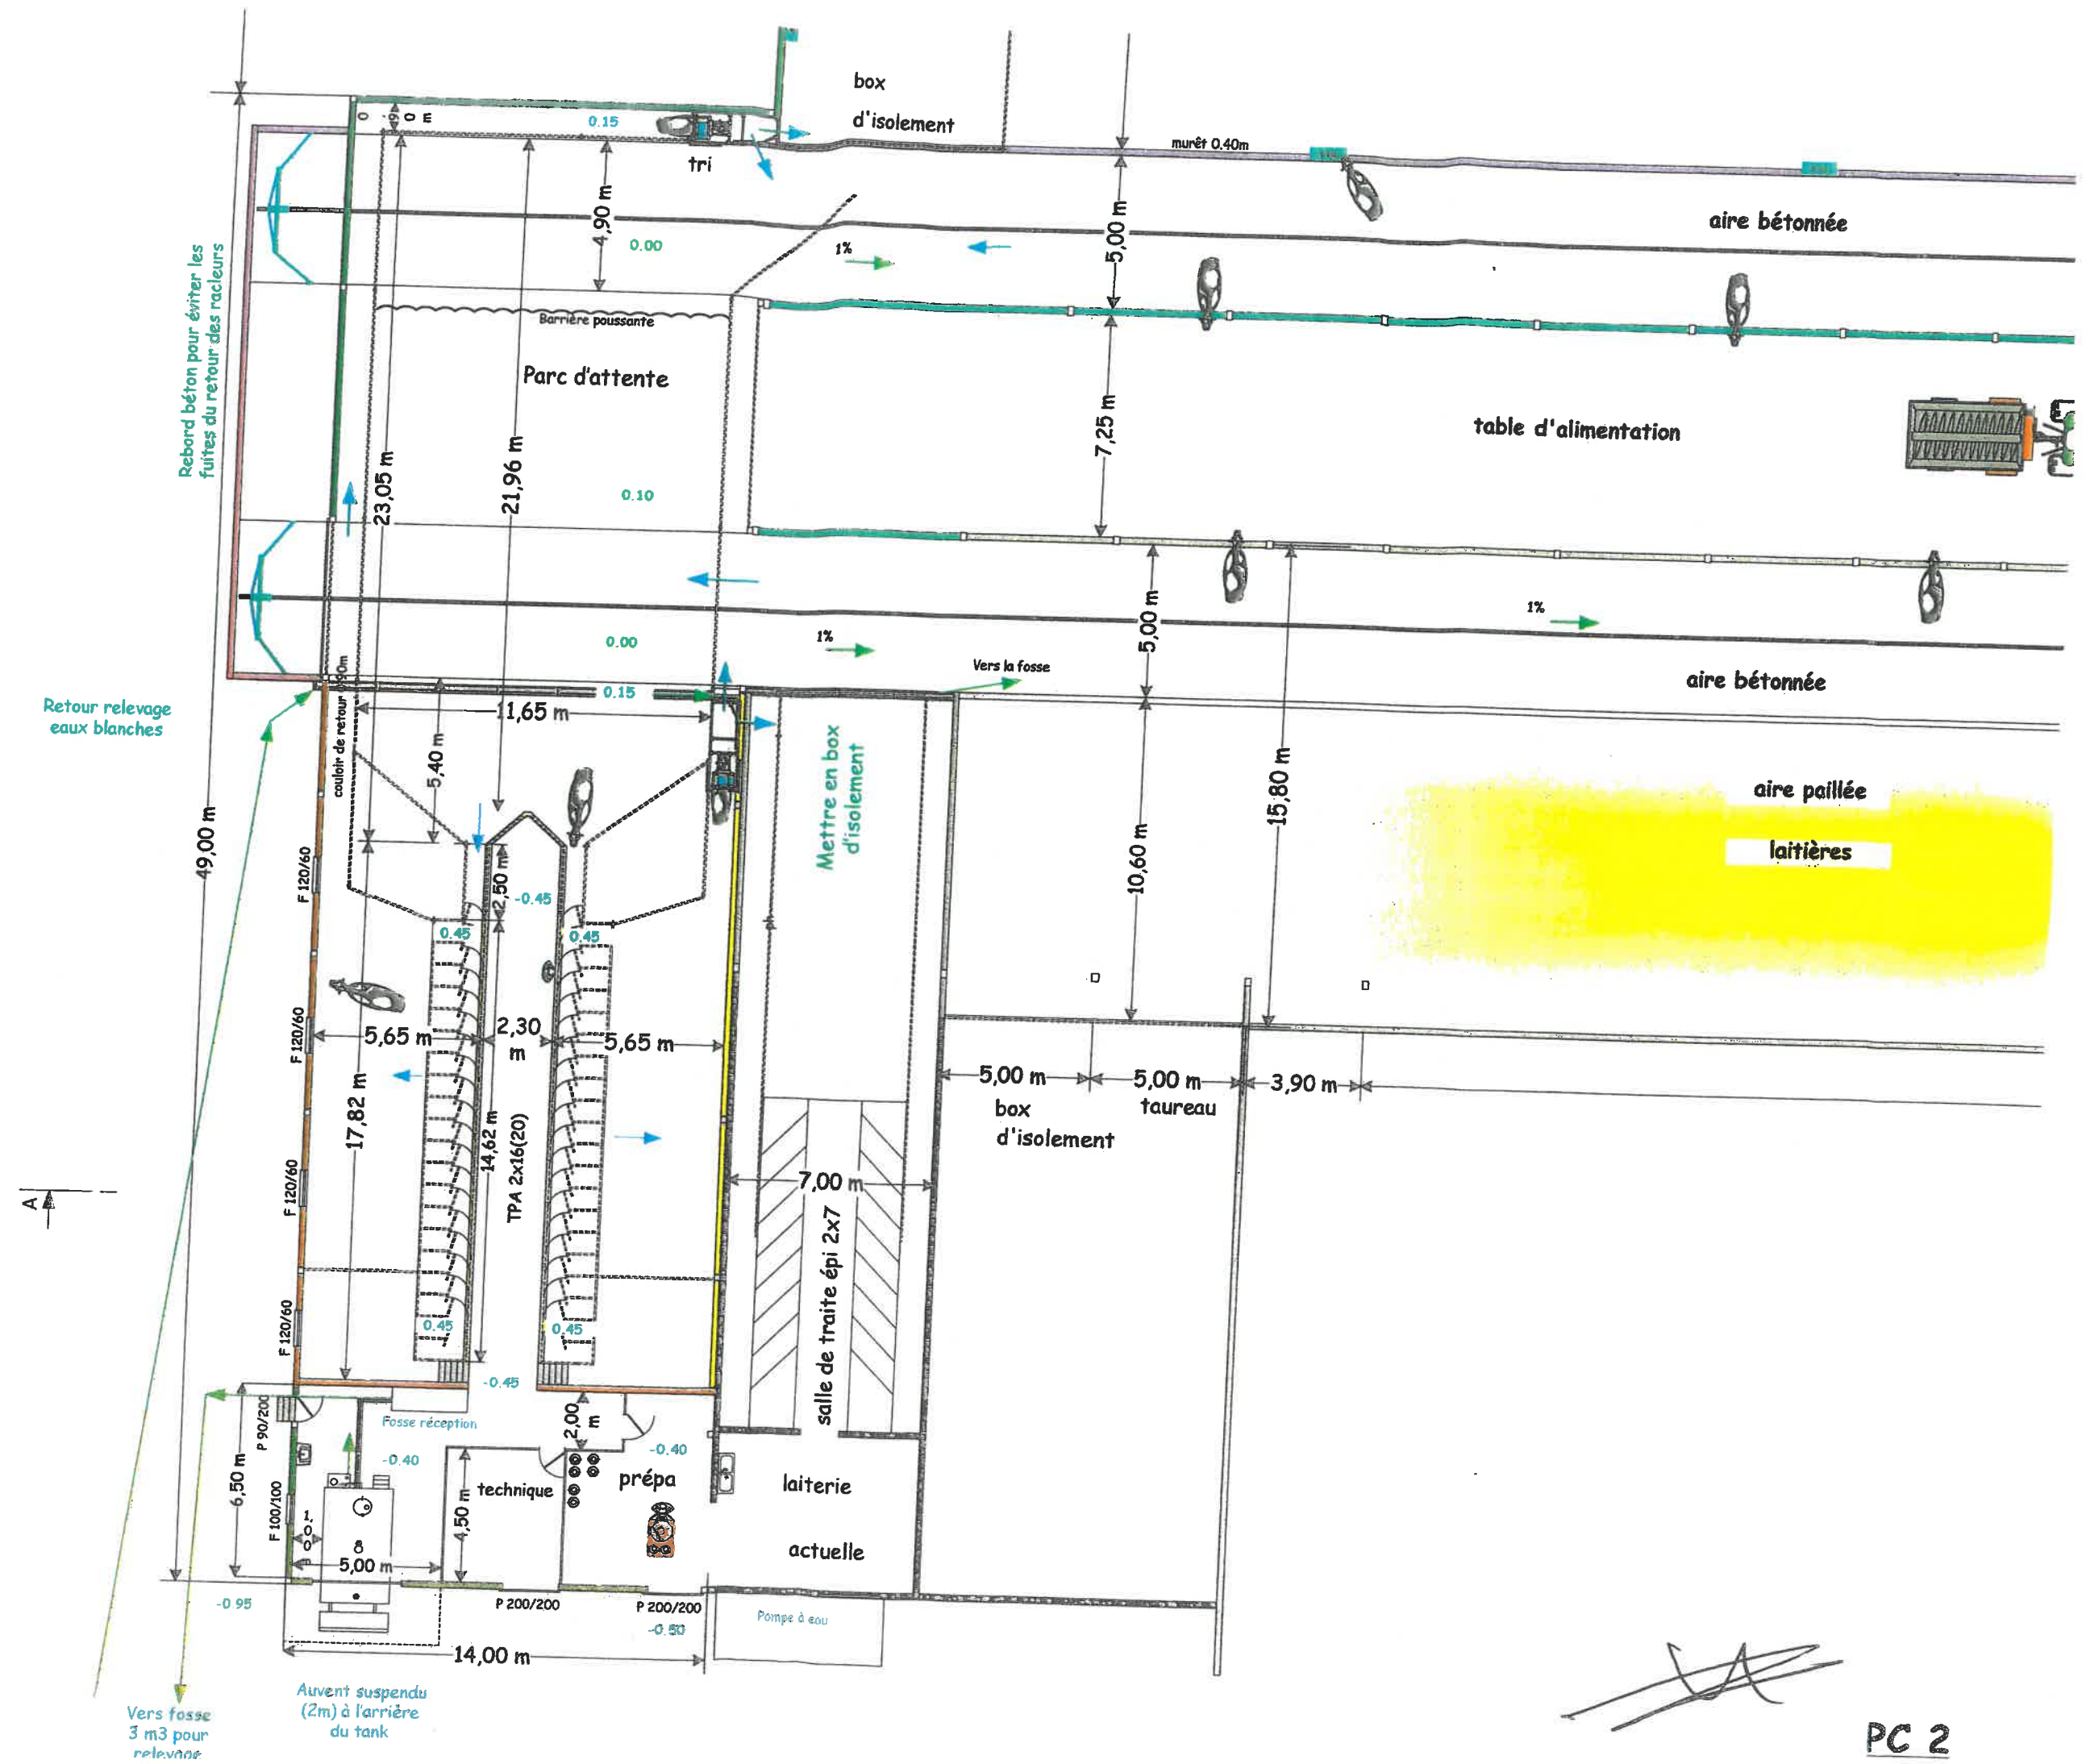 box
d'isolement
0.15
0,90 m
tri
murêt 0.40m
aire bétonnée
4,90 m
5,00 m
0.00
1%
Rebord béton pour éviter les
fuites du retour des racleurs
Barrière poussante
Parc d'attente
7,25 m
table d'alimentation
23,05 m
21,96 m
0.10
5,00 m
1%
0.00
1%
Vers la fosse
aire bétonnée
Retour relevage
eaux blanches
couloir de retour 0.90m
0.15
11,65 m
5,40 m
Mettre en box
d'isolement
15,80 m
aire paillée
laitières
49,00 m
10,60 m
F 120/60
2,50 m
-0.45
0.45
0.45
F 120/60
5,65 m
2,30
m
5,65 m
5,00 m
5,00 m
3,90 m
box
d'isolement
taureau
17,82 m
14,62 m
TPA 2x16(20)
F 120/60
7,00 m
A
salle de traite épi 2x7
F 120/60
0.45
0.45
-0.45
P 90/200
Fosse réception
2,00
m
-0.40
-0.40
6,50 m
technique
prépa
laiterie
actuelle
F 100/100
4,50 m
1,00 m
5,00 m
-0.95
P 200/200
P 200/200
-0.50
Pompe à eau
14,00 m
Auvent suspendu
(2m) à l'arrière
du tank
Vers fosse
3 m3 pour
relevage
PC 2